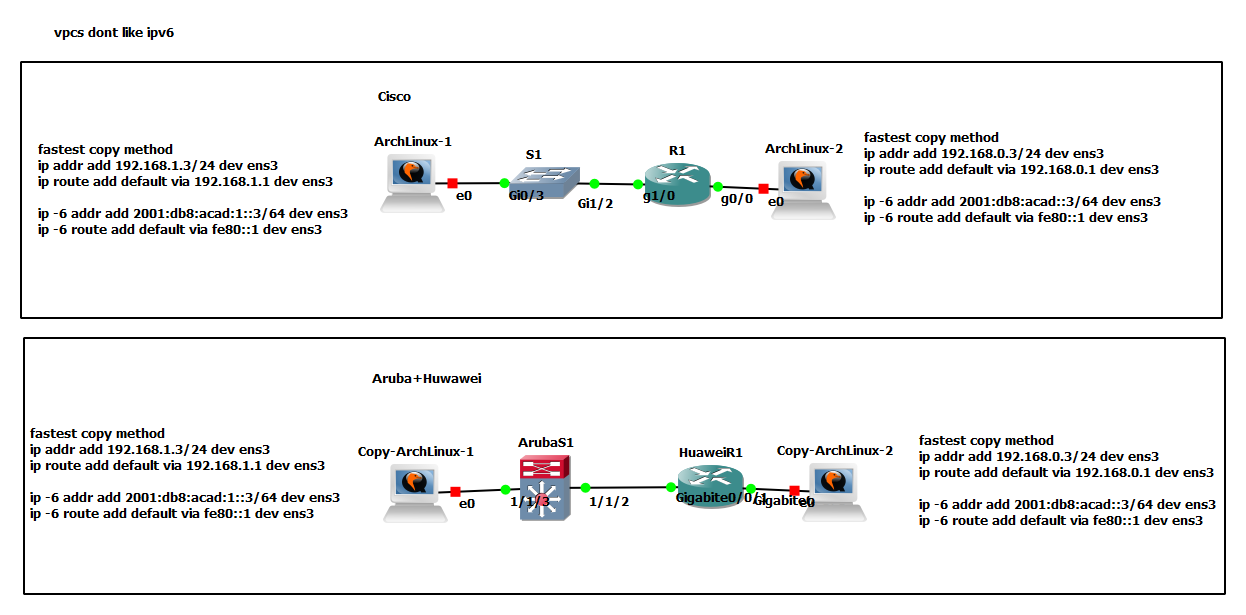 vpcs dont like ipv6
Cisco
fastest copy method
ip addr add 192.168.1.3/24 dev ens3
ip route add default via 192.168.1.1 dev ens3
ip -6 addr add 2001:db8:acad:1::3/64 dev ens3
ip -6 route add default via fe80::1 dev ens3
ArchLinux-1
e0
S1
Gi0/3
Gi1/2
R1
g1/0
g0/0
ArchLinux-2
e0
fastest copy method
ip addr add 192.168.0.3/24 dev ens3
ip route add default via 192.168.0.1 dev ens3
ip -6 addr add 2001:db8:acad::3/64 dev ens3
ip -6 route add default via fe80::1 dev ens3
Aruba+Huwawei
fastest copy method
ip addr add 192.168.1.3/24 dev ens3
ip route add default via 192.168.1.1 dev ens3
ip -6 addr add 2001:db8:acad:1::3/64 dev ens3
ip -6 route add default via fe80::1 dev ens3
Copy-ArchLinux-1
e0
ArubaS1
1/1/3
1/1/2
HuaweiR1
Gigabite0/0/1
Copy-ArchLinux-2
e0
fastest copy method
ip addr add 192.168.0.3/24 dev ens3
ip route add default via 192.168.0.1 dev ens3
ip -6 addr add 2001:db8:acad::3/64 dev ens3
ip -6 route add default via fe80::1 dev ens3